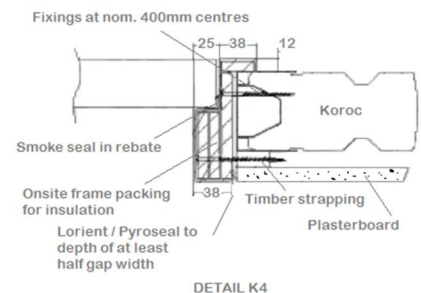 Fixings at nom. 400mm centres
25
38
12
Koroc
Smoke seal in rebate
Onsite frame packing
for insulation
38
Timber strapping
Lorient / Pyroseal to
depth of at least
half gap width
Plasterboard
DETAIL K4